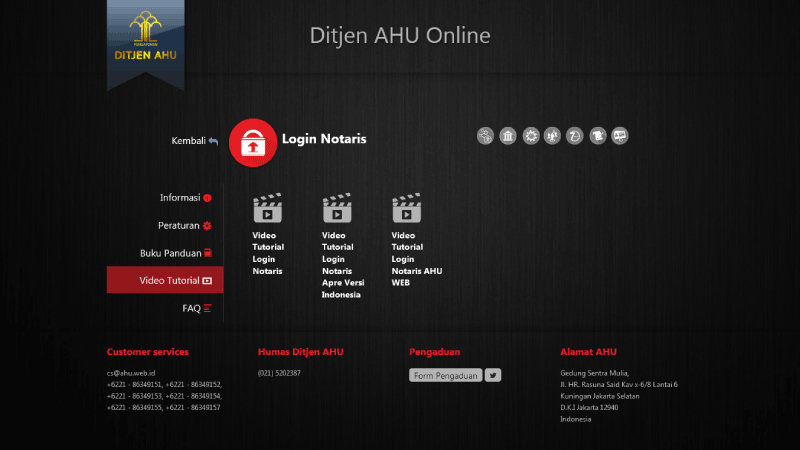 PENGAYOMAN
DITJEN AHU
Ditjen AHU Online
Kembali
Login Notaris
Informasi
Peraturan
Buku Panduan
Video Tutorial
FAQ
Video
Tutorial
Login
Notaris
Video
Tutorial
Login
Notaris
Apre Versi
Indonesia
Video
Tutorial
Login
Notaris AHU
WEB
Customer services
cs@ahu.web.id
+6221 - 86349151, +6221 - 86349152,
+6221 - 86349153, +6221 - 86349154,
+6221 - 86349155, +6221 - 86349157
Humas Ditjen AHU
(021) 5202387
Pengaduan
Form Pengaduan
Alamat AHU
Gedung Sentra Mulia,
Jl. HR. Rasuna Said Kav x-6/8 Lantai 6
Kuningan Jakarta Selatan
D.K.I Jakarta 12940
Indonesia